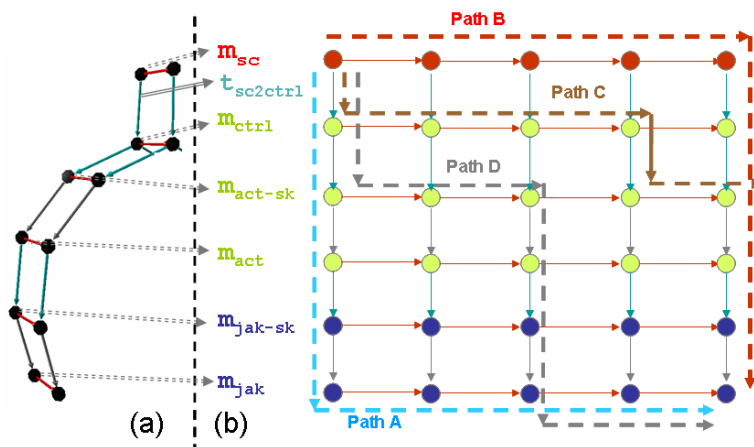 Path B
m_sc
t_sc2ctrl
Path C
m_ctrl
Path D
m_act-sk
m_act
m_jak-sk
m_jak
Path A
(a)
(b)